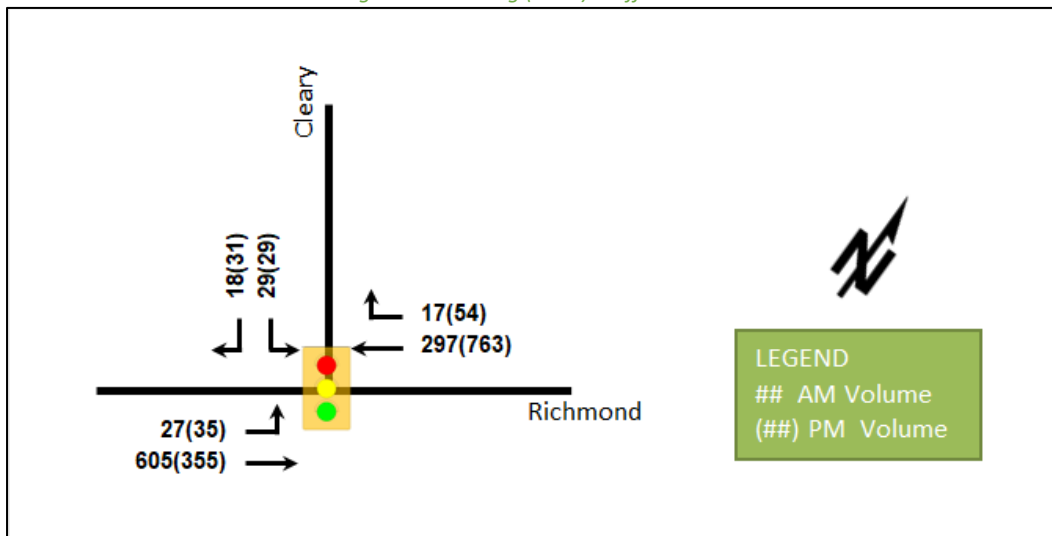 Cleary
18(31)
29(29)
17(54)
297(763)
Richmond
27(35)
605(355)
N
LEGEND
## AM Volume
(##) PM Volume